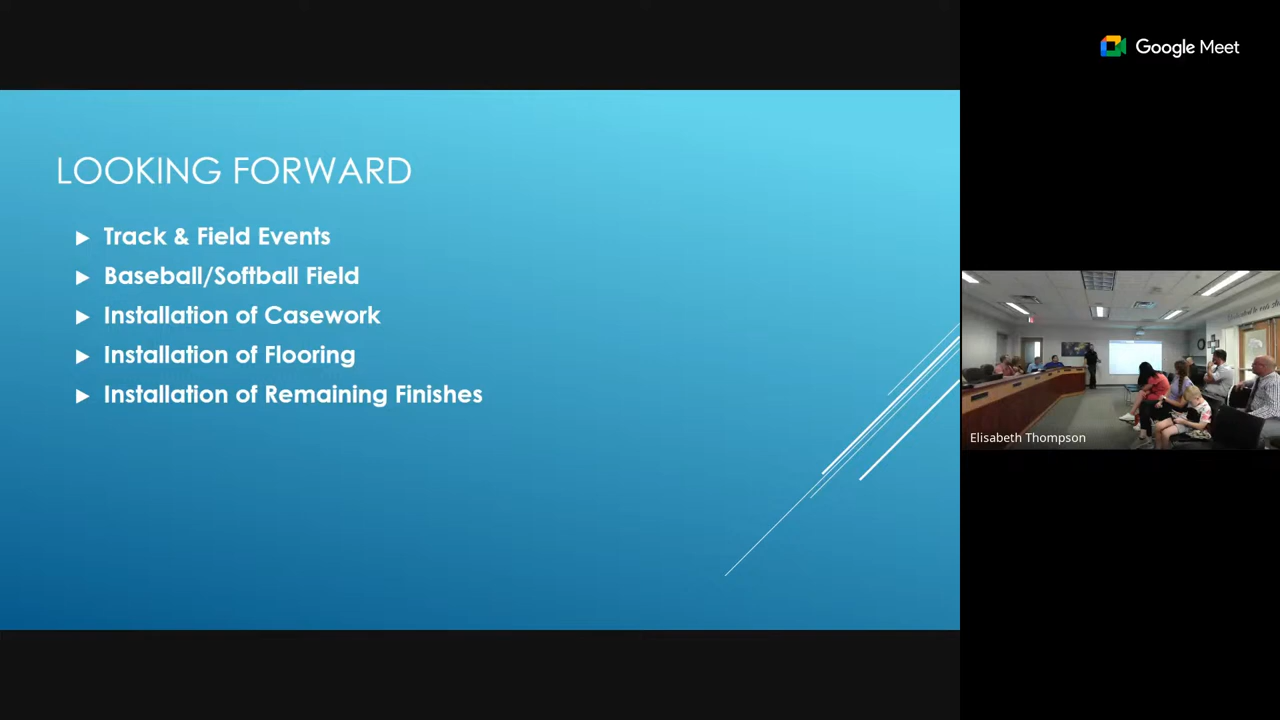 Google Meet
LOOKING FORWARD
Track & Field Events
Baseball/Softball Field
Installation of Casework
Installation of Flooring
Installation of Remaining Finishes
Elisabeth Thompson